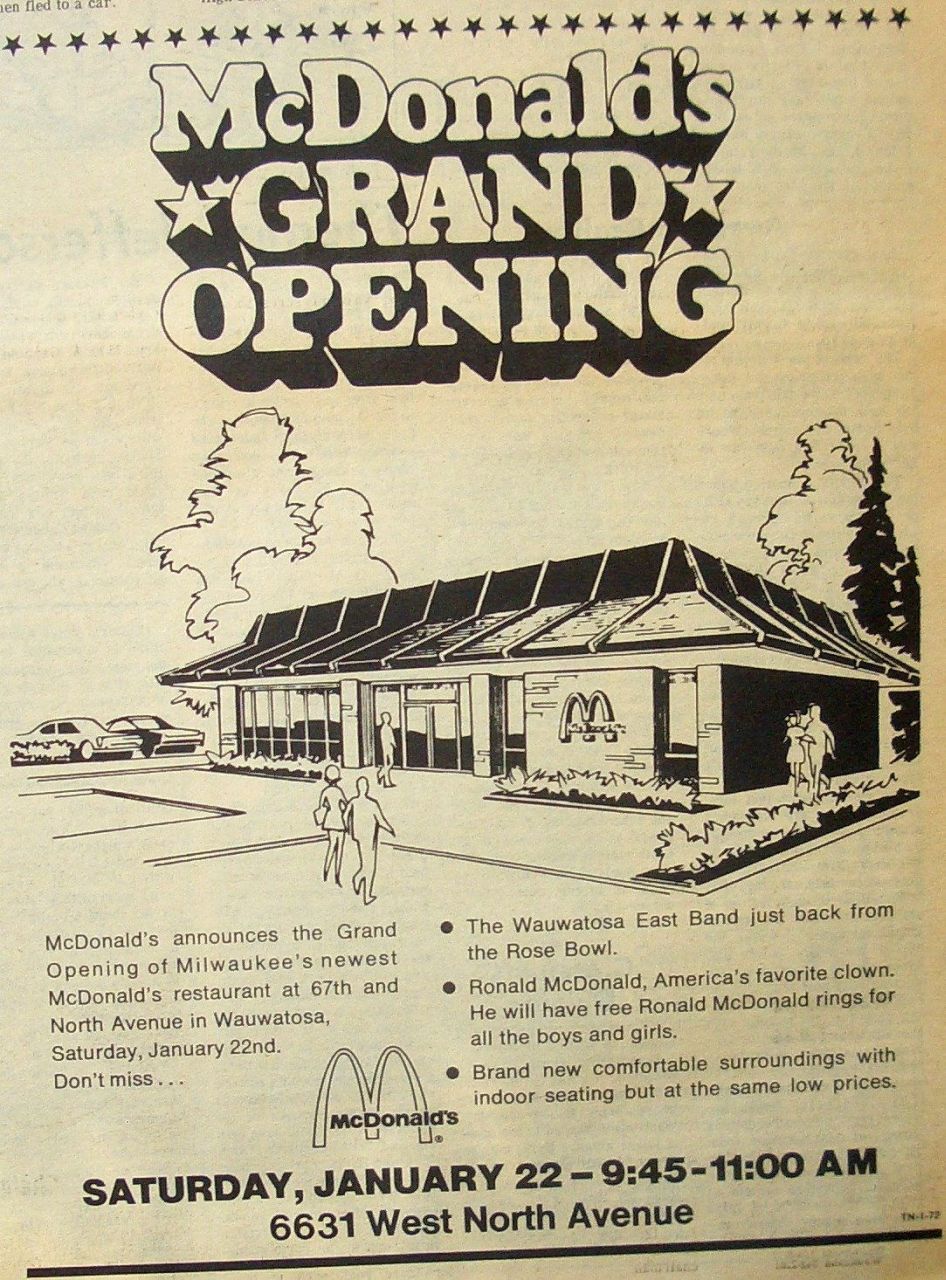 hen fled to a car.
McDonald's
GRAND
OPENING
McDonald's
McDonald's announces the Grand
Opening of Milwaukee's newest
McDonald's restaurant at 67th and
North Avenue in Wauwatosa,
Saturday, January 22nd.
Don't miss...
● The Wauwatosa East Band just back from
the Rose Bowl.
● Ronald McDonald, America's favorite clown.
He will have free Ronald McDonald rings for
all the boys and girls.
● Brand new comfortable surroundings with
indoor seating but at the same low prices.
McDonald's®
SATURDAY, JANUARY 22 – 9:45-11:00 AM
6631 West North Avenue
TN-1-72